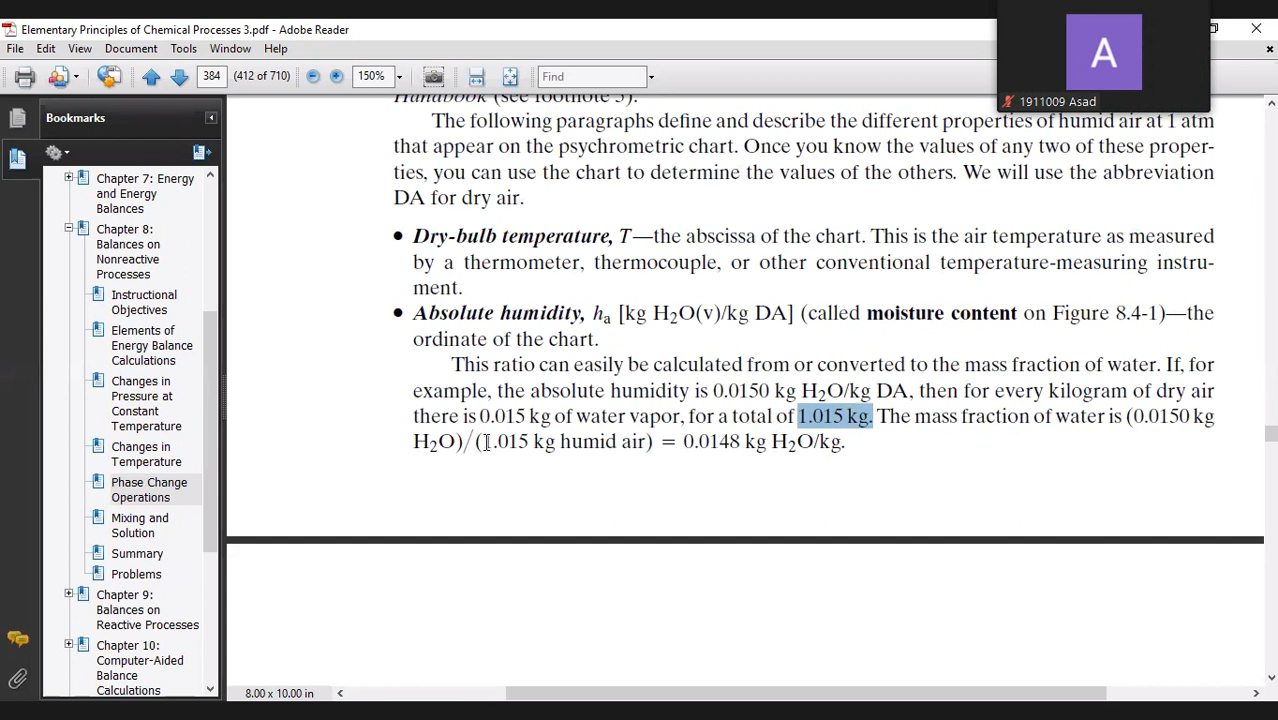 Elementary Principles of Chemical Processes 3.pdf - Adobe Reader
File Edit View Document Tools Window Help
384 (412 of 710) 150% Find
A
1911009 Asad
Bookmarks
Chapter 7: Energy
and Energy
Balances
Chapter 8:
Balances on
Nonreactive
Processes
Instructional
Objectives
Elements of
Energy Balance
Calculations
Changes in
Pressure at
Constant
Temperature
Changes in
Temperature
Phase Change
Operations
Mixing and
Solution
Summary
Problems
Chapter 9:
Balances on
Reactive Processes
Chapter 10:
Computer-Aided
Balance
Calculations
Handbook (see footnote 5).
The following paragraphs define and describe the different properties of humid air at 1 atm
that appear on the psychrometric chart. Once you know the values of any two of these proper-
ties, you can use the chart to determine the values of the others. We will use the abbreviation
DA for dry air.
• Dry-bulb temperature, T—the abscissa of the chart. This is the air temperature as measured
by a thermometer, thermocouple, or other conventional temperature-measuring instru-
ment.
• Absolute humidity, hₐ [kg H₂O(v)/kg DA] (called moisture content on Figure 8.4-1)—the
ordinate of the chart.
This ratio can easily be calculated from or converted to the mass fraction of water. If, for
example, the absolute humidity is 0.0150 kg H₂O/kg DA, then for every kilogram of dry air
there is 0.015 kg of water vapor, for a total of 1.015 kg. The mass fraction of water is (0.0150 kg
H₂O)/(1.015 kg humid air) = 0.0148 kg H₂O/kg.
8.00 x 10.00 in